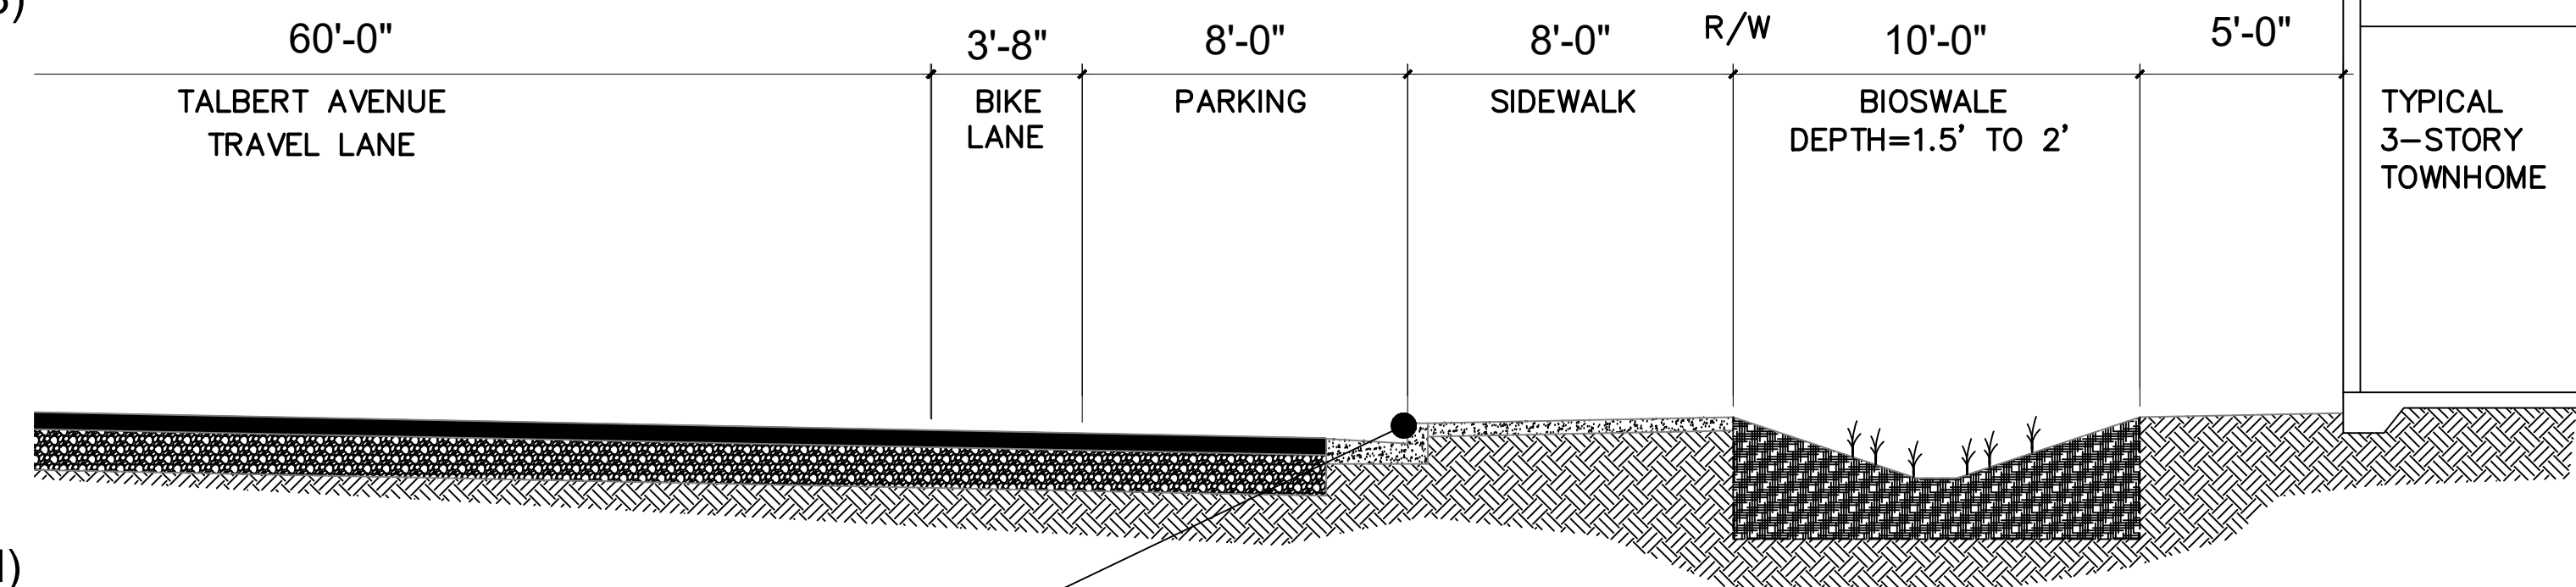 60'-0"
3'-8"
8'-0"
8'-0"
R/W
10'-0"
5'-0"
TALBERT AVENUE
TRAVEL LANE
BIKE
LANE
PARKING
SIDEWALK
BIOSWALE
DEPTH=1.5' TO 2'
TYPICAL
3-STORY
TOWNHOME